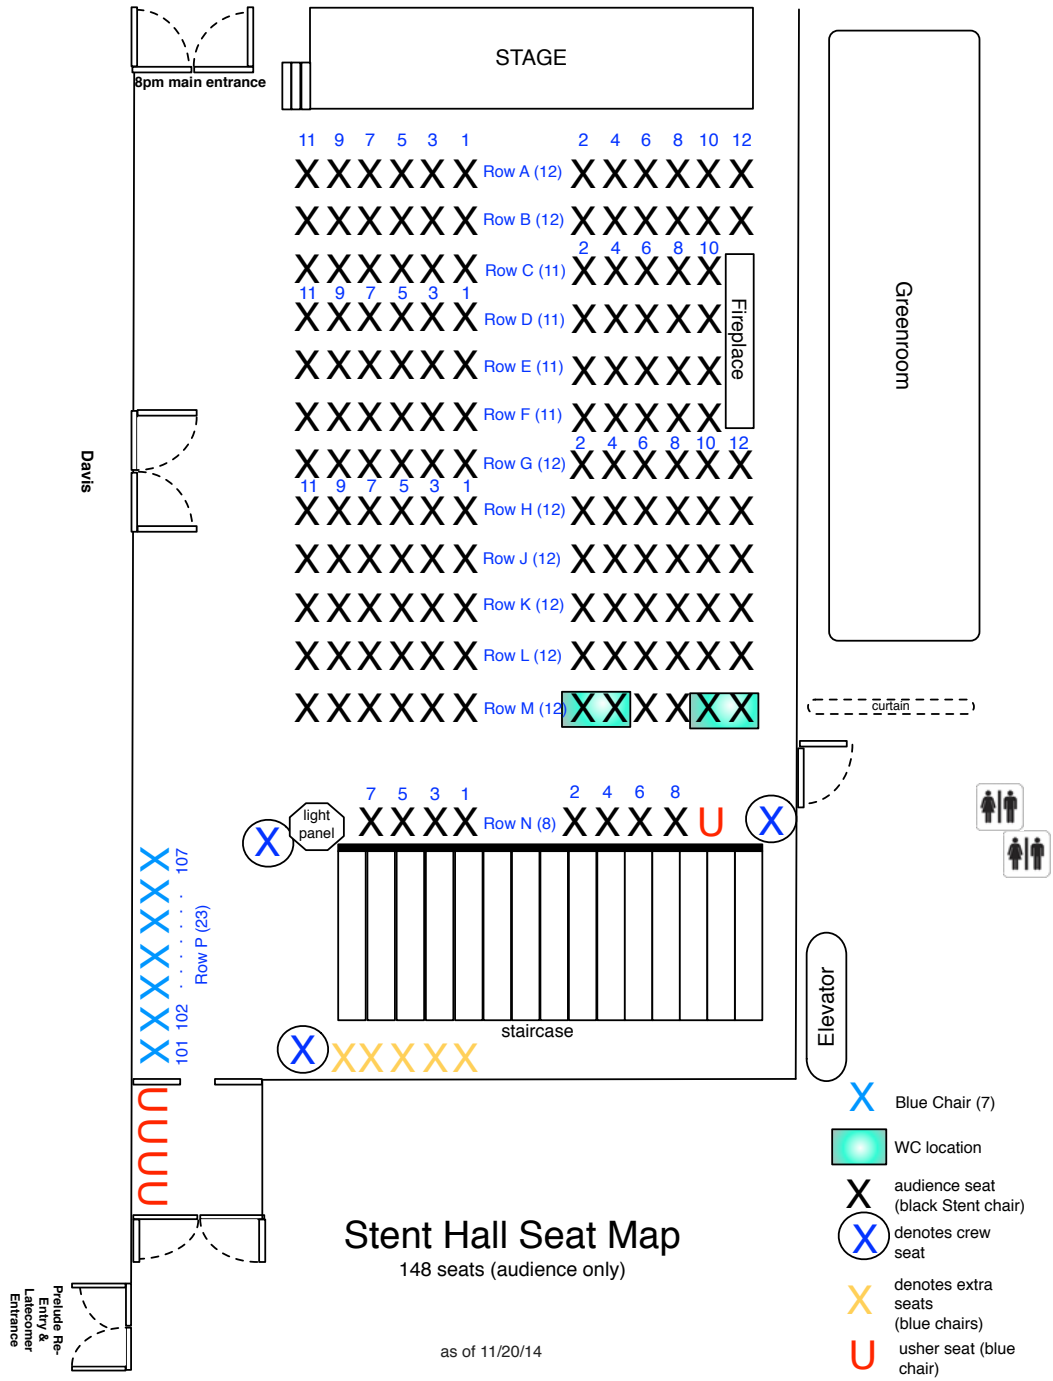 STAGE
8pm main entrance
11 9 7 5 3 1 2 4 6 8 10 12
X X X X X X Row A (12) X X X X X X
X X X X X X Row B (12) X X X X X X
2 4 6 8 10
X X X X X X Row C (11) X X X X X
11 9 7 5 3 1
X X X X X X Row D (11) X X X X X
Fireplace
X X X X X X Row E (11) X X X X X
X X X X X X Row F (11) X X X X X
2 4 6 8 10 12
X X X X X X Row G (12) X X X X X X
11 9 7 5 3 1
X X X X X X Row H (12) X X X X X X
X X X X X X Row J (12) X X X X X X
X X X X X X Row K (12) X X X X X X
X X X X X X Row L (12) X X X X X X
X X X X X X Row M (12) X X X X X X
Greenroom
Davis
curtain
7 5 3 1 2 4 6 8
light
panel
X X X X X Row N (8) X X X X U X
X X X X X X X
101 102 . . . . . . 107
Row P (23)
staircase
Elevator
X X X X X X
U U U U
X Blue Chair (7)
WC location
X audience seat
(black Stent chair)
X denotes crew
seat
X denotes extra
seats
(blue chairs)
U usher seat (blue
chair)
Stent Hall Seat Map
148 seats (audience only)
Prelude Re-
Entry &
Latecomer
Entrance
as of 11/20/14